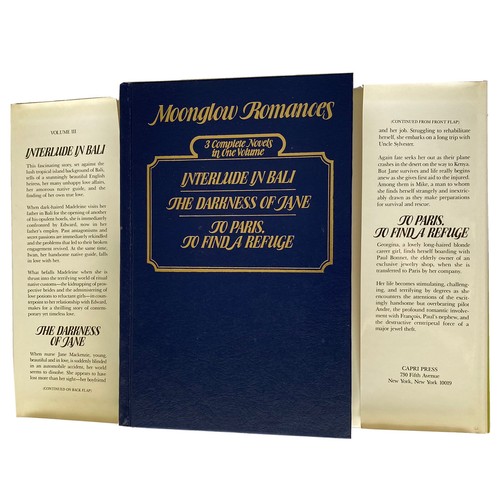 VOLUME III
INTERLUDE IN BALI
This fascinating story, set against the
lush tropical island background of Bali,
tells of a stunningly beautiful English
heiress, her many unhappy love affairs,
her amorous native guide, and the
finding of her own true love.
When dark-haired Madeleine visits her
father in Bali for the opening of another
of his opulent hotels, she is immediately
confronted by Edward, now in her
father's employ. Past antagonisms and
secret passions are immediately rekindled
and the problems that led to their broken
engagement revived. At the same time,
her handsome native guide, falls
in love with her.
What befalls Madeleine when she is
thrust into the terrifying world of ritual
native customs—the kidnapping of pro-
spective brides and the administering of
love potions to reluctant girls—in coun-
terpoint to her relationship with Edward,
makes for a thrilling story of contem-
porary yet timeless love.
THE DARKNESS
OF JANE
When nurse Jane Mackenzie, young,
beautiful and in love, is suddenly blinded
in an automobile accident, her world
seems to dissolve. She appears to have
lost more than her sight—her husband
(CONTINUED ON BACK FLAP)
Moonglow Romances
3 Complete Novels
in One Volume
INTERLUDE IN BALI
THE DARKNESS OF JANE
TO PARIS,
TO FIND A REFUGE
(CONTINUED FROM FRONT FLAP)
and her job. Struggling to rehabilitate
herself, she embarks on a long trip with
Uncle Sylvester.
Again fate seeks her out as their plane
crashes in the desert on the way to Kenya.
But Jane survives and life really begins
anew as she gives first aid to the injured.
Among them is Mike, a man to whom
she finds herself strangely and inextric-
ably drawn as they make preparations
for survival and rescue.
TO PARIS,
TO FIND A REFUGE
Georgina, a lovely long-haired blonde
career girl, finds herself boarding with
Paul Bonnet, the elderly owner of an
exclusive jewelry shop, when she is
transferred to Paris by her company.
Her life becomes stimulating, challeng-
ing, and terrifying by degrees as she
encounters the attentions of the exci-
tingly handsome but overbearing pilot
Andre, the profound romantic involve-
ment with François, Paul's nephew, and
the destructive centripetal force of a
major jewel theft.
CAPRI PRESS
730 Fifth Avenue
New York, New York 10019